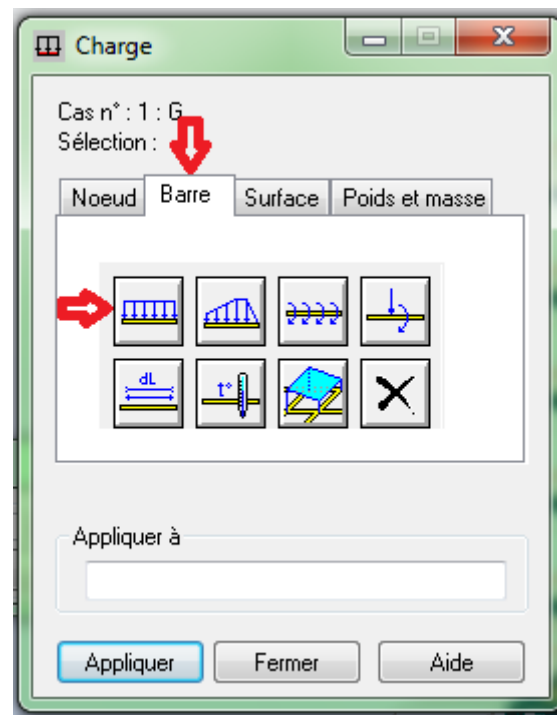 Charge
Cas n° : 1 : G
Sélection :
Noeud Barre Surface Poids et masse
dL t°
Appliquer à
Appliquer Fermer Aide